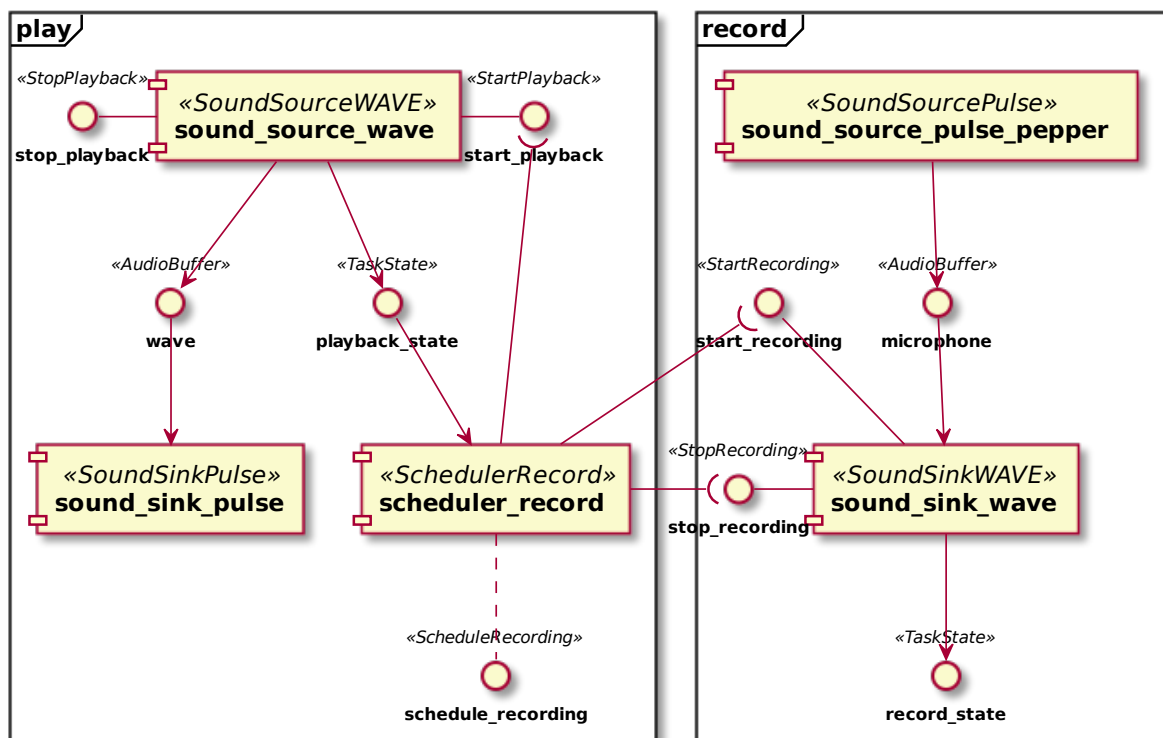 play
record
«StopPlayback»
«StartPlayback»
«SoundSourceWAVE»
sound_source_wave
stop_playback
start_playback
«SoundSourcePulse»
sound_source_pulse_pepper
«AudioBuffer»
«TaskState»
«StartRecording»
«AudioBuffer»
wave
playback_state
start_recording
microphone
«SoundSinkPulse»
sound_sink_pulse
«SchedulerRecord»
scheduler_record
«StopRecording»
stop_recording
«SoundSinkWAVE»
sound_sink_wave
«ScheduleRecording»
schedule_recording
«TaskState»
record_state